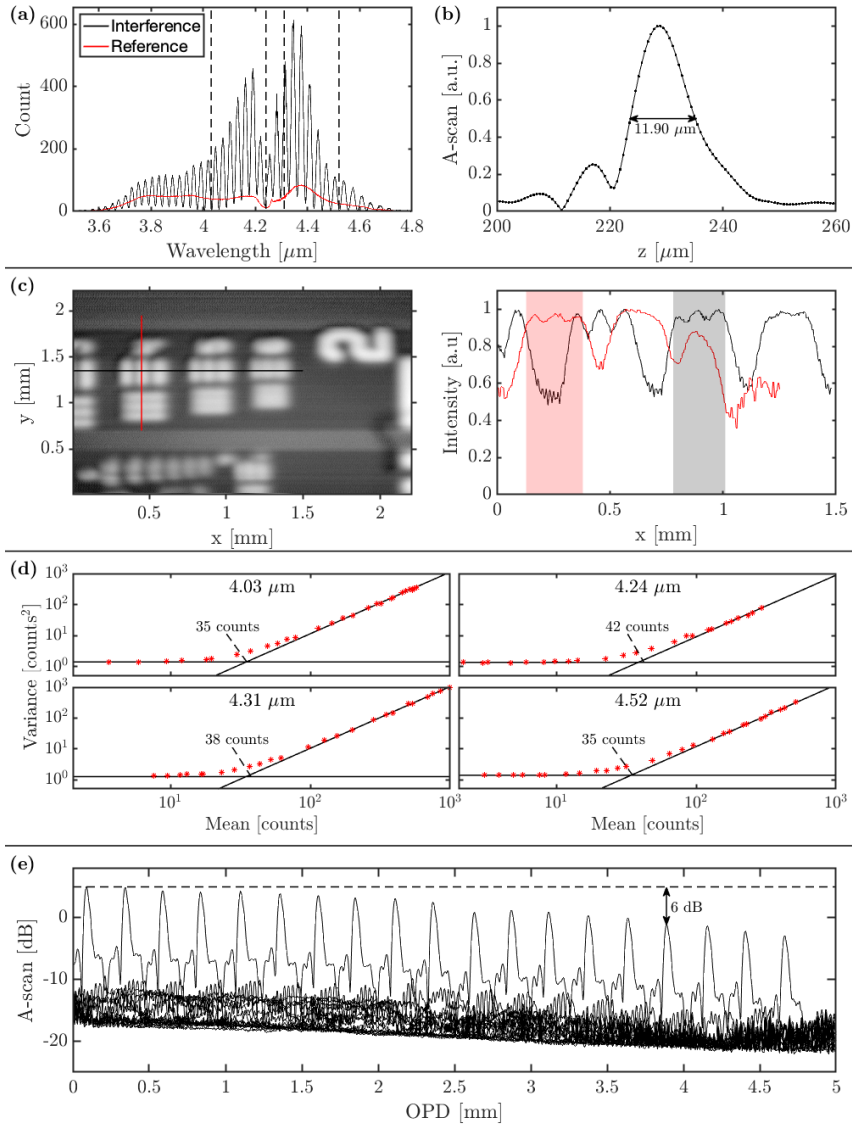 (a)
Interference
Reference
Count
600
400
200
0
3.6 4 4.4 4.8
Wavelength [μm]
(b)
A-scan [a.u.]
1
0.8
0.6
0.4
0.2
0
11.90 μm
200 220 240 260
z [μm]
(c)
y [mm]
2
1.5
1
0.5
2
0.5 1 1.5 2
x [mm]
Intensity [a.u]
1
0.8
0.6
0.4
0.2
0
0 0.5 1 1.5
x [mm]
(d)
Variance [counts²]
10³
10²
10¹
10⁰
4.03 μm
35 counts
4.24 μm
42 counts
10³
10²
10¹
10⁰
4.31 μm
38 counts
4.52 μm
35 counts
10¹ 10² 10³
Mean [counts]
10¹ 10² 10³
Mean [counts]
(e)
A-scan [dB]
0
-10
-20
6 dB
0 0.5 1 1.5 2 2.5 3 3.5 4 4.5 5
OPD [mm]